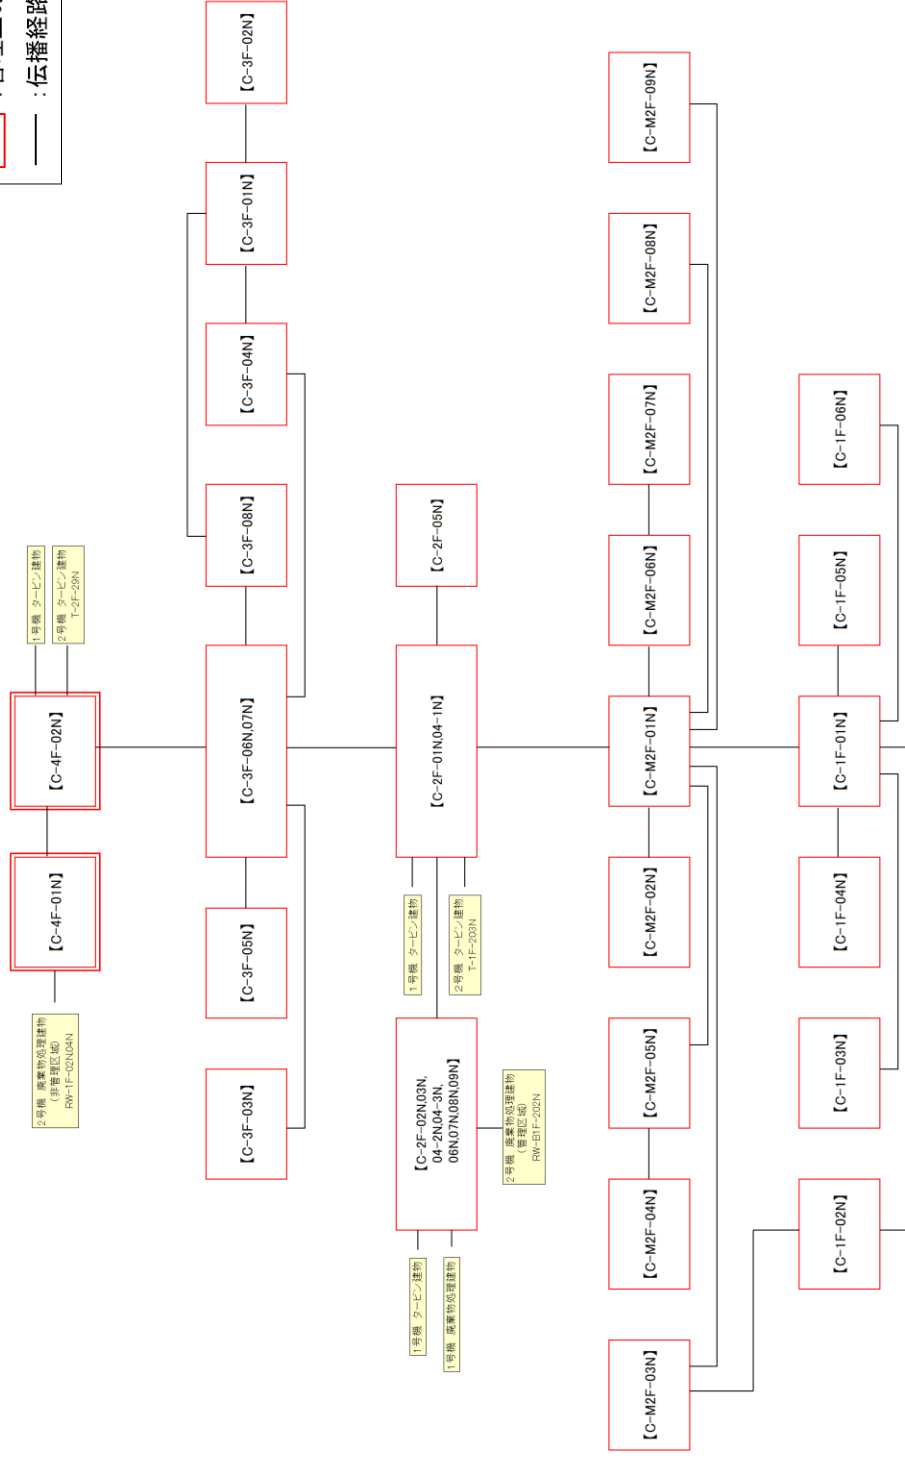 ：伝播経路
1号機 タービン建物
2号機 タービン建物
T-2F-29N
【C-4F-01N】
【C-4F-02N】
2号機 廃棄物処理建物
（非管理区域）
RW-1F-02N,04N
【C-3F-03N】
【C-3F-05N】
【C-3F-06N,07N】
【C-3F-08N】
【C-3F-04N】
【C-3F-01N】
【C-3F-02N】
1号機 タービン建物
1号機 廃棄物処理建物
【C-2F-02N,03N,
04-2N,04-3N,
06N,07N,08N,09N】
1号機 タービン建物
2号機 タービン建物
T-1F-203N
【C-2F-01N,04-1N】
【C-2F-05N】
2号機 廃棄物処理建物
（管理区域）
RW-B1F-202N
【C-M2F-03N】
【C-M2F-04N】
【C-M2F-05N】
【C-M2F-02N】
【C-M2F-01N】
【C-M2F-06N】
【C-M2F-07N】
【C-M2F-08N】
【C-M2F-09N】
【C-1F-02N】
【C-1F-03N】
【C-1F-04N】
【C-1F-01N】
【C-1F-05N】
【C-1F-06N】